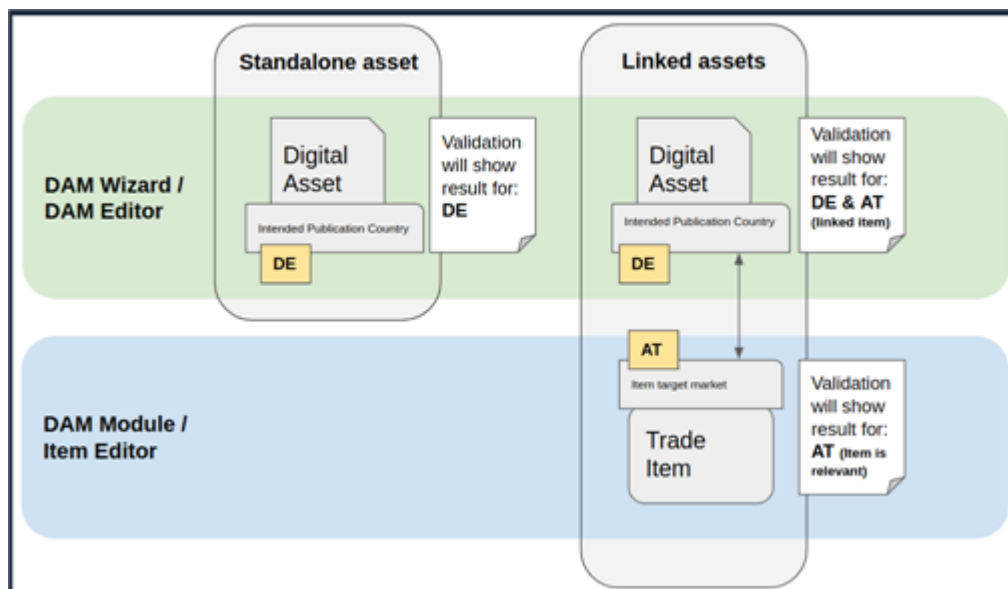 Standalone asset
Linked assets
DAM Wizard /
DAM Editor
Digital
Asset
Intended Publication Country
DE
Validation
will show
result for:
DE
Digital
Asset
Intended Publication Country
DE
Validation
will show
result for:
DE & AT
(linked item)
DAM Module /
Item Editor
AT
Item target market
Trade
Item
Validation
will show
result for:
AT (Item is
relevant)